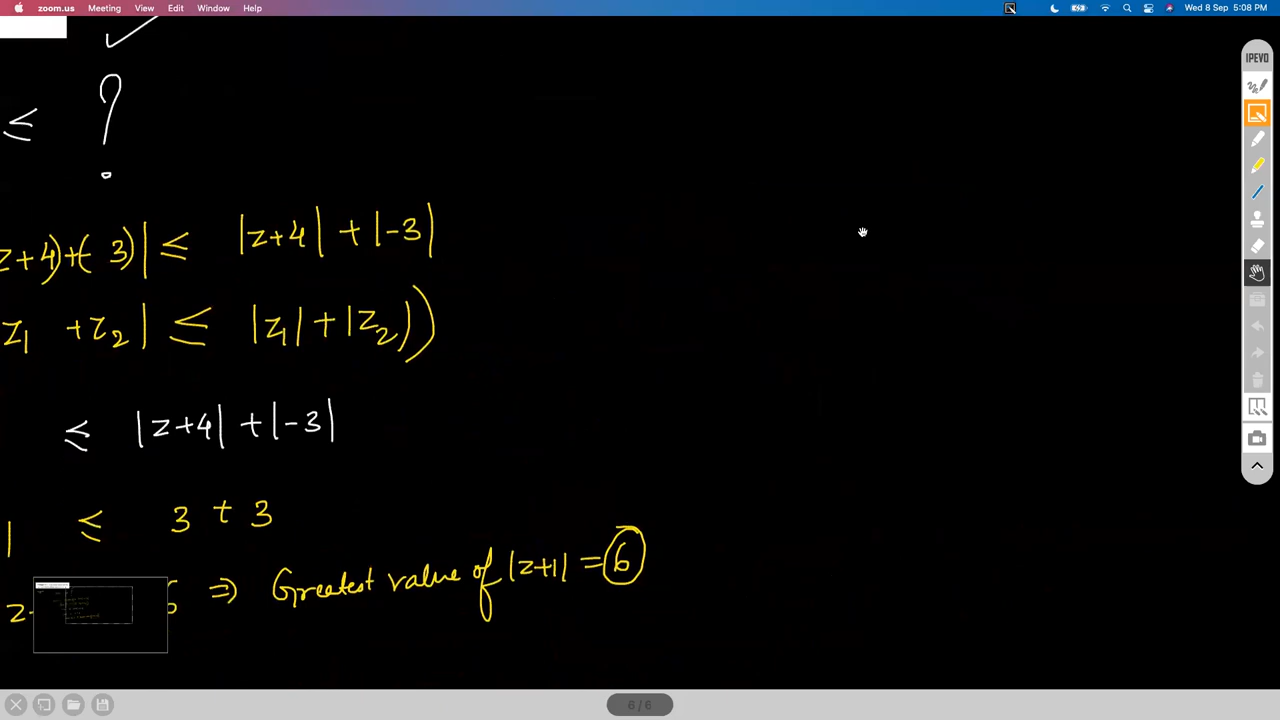 zoom.us Meeting View Edit Window Help Wed 8 Sep 5:08 PM
IPEVO
≤ ?
z+4)+(-3)| ≤ |z+4| + |-3|
z₁ +z₂| ≤ |z₁| + |z₂|)
≤ |z+4| + |-3|
| ≤ 3 + 3
z- 6 ⇒ Greatest value of |z+1| = 6
6 / 6